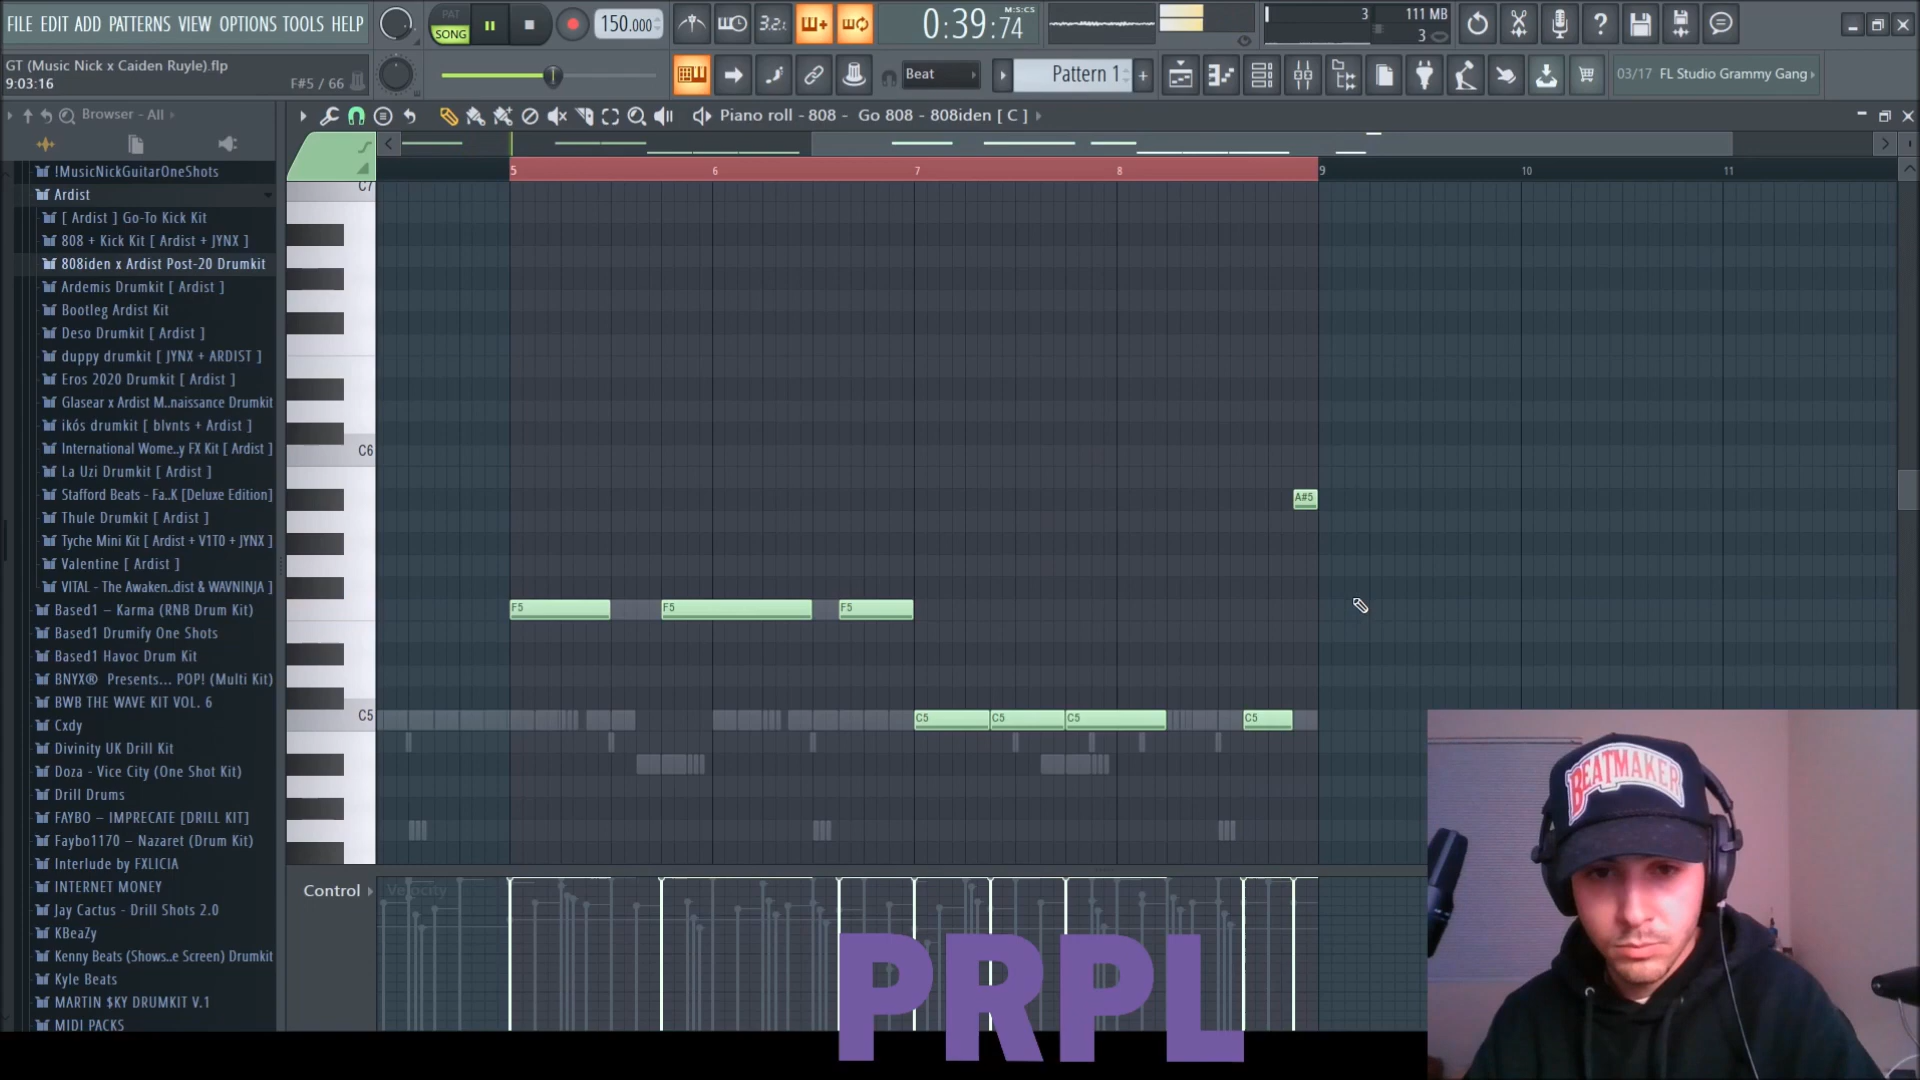 FILE EDIT ADD PATTERNS VIEW OPTIONS TOOLS HELP
PAT
SONG
150.000
3.2.
0:39:74
M:S:CS
3
111 MB
3
GT (Music Nick x Caiden Ruyle).flp
9:03:16
F#5 / 66
Beat
Pattern 1
03/17 FL Studio Grammy Gang
Browser - All
Piano roll - 808 - Go 808 - 808iden [ C ]
!MusicNickGuitarOneShots
Ardist
[ Ardist ] Go-To Kick Kit
808 + Kick Kit [ Ardist + JYNX ]
808iden x Ardist Post-20 Drumkit
Ardemis Drumkit [ Ardist ]
Bootleg Ardist Kit
Deso Drumkit [ Ardist ]
duppy drumkit [ JYNX + ARDIST ]
Eros 2020 Drumkit [ Ardist ]
Glasear x Ardist M..naissance Drumkit
ikós drumkit [ blvnts + Ardist ]
International Wome..y FX Kit [ Ardist ]
La Uzi Drumkit [ Ardist ]
Stafford Beats - Fa..K [Deluxe Edition]
Thule Drumkit [ Ardist ]
Tyche Mini Kit [ Ardist + V1T0 + JYNX ]
Valentine [ Ardist ]
VITAL - The Awaken..dist & WAVNINJA ]
Based1 – Karma (RNB Drum Kit)
Based1 Drumify One Shots
Based1 Havoc Drum Kit
BNYX® Presents... POP! (Multi Kit)
BWB THE WAVE KIT VOL. 6
Cxdy
Divinity UK Drill Kit
Doza - Vice City (One Shot Kit)
Drill Drums
FAYBO – IMPRECATE [DRILL KIT]
Faybo1170 – Nazaret (Drum Kit)
Interlude by FXLICIA
INTERNET MONEY
Jay Cactus - Drill Shots 2.0
KBeaZy
Kenny Beats (Shows..e Screen) Drumkit
Kyle Beats
MARTIN $KY DRUMKIT V.1
MIDI PACKS
5 6 7 8 9 10 11
C7
C6
A#5
F5 F5 F5
C5
C5 C5 C5 C5
Control
Velocity
BEATMAKER
PRPL